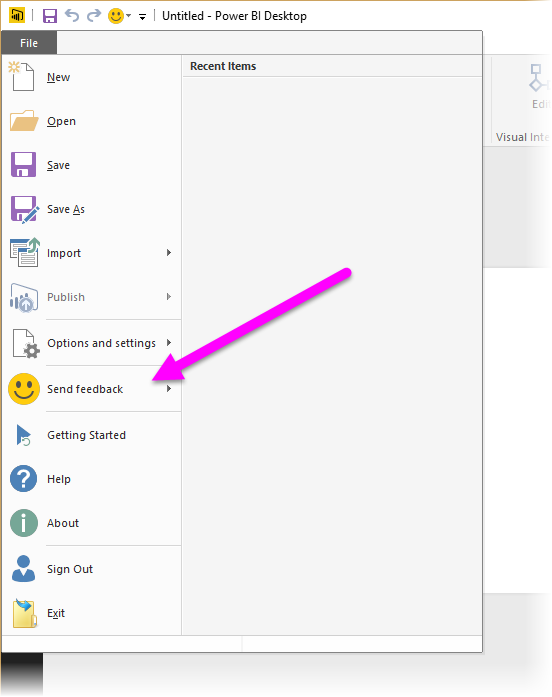 Untitled - Power BI Desktop
File
Recent Items
New
Open
Save
Save As
Import
Publish
Options and settings
Send feedback
Getting Started
Help
About
Sign Out
Exit
Edi
Visual Inte